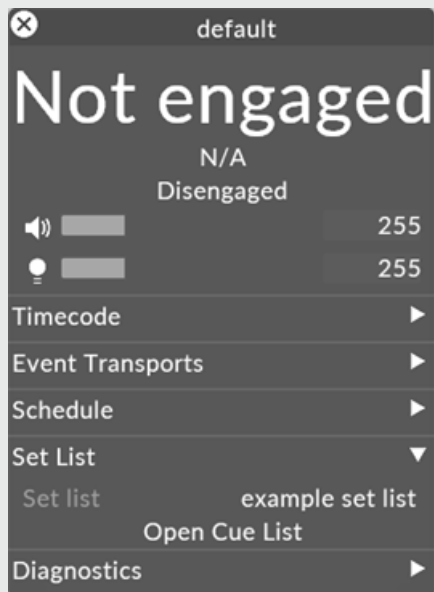 default
Not engaged
N/A
Disengaged
255
255
Timecode
Event Transports
Schedule
Set List
Set list example set list
Open Cue List
Diagnostics